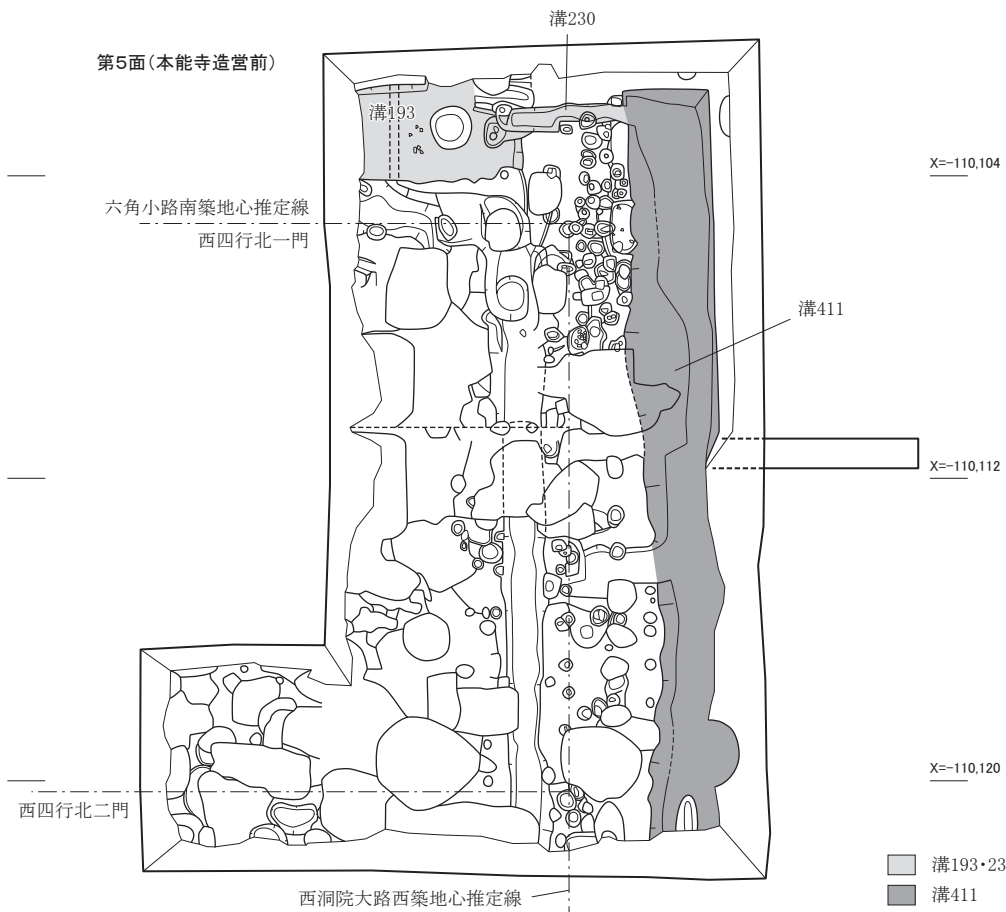 溝230
第5面(本能寺造営前)
溝193
X=-110,104
六角小路南築地心推定線
西四行北一門
溝411
X=-110,112
X=-110,120
西四行北二門
溝193・23
溝411
西洞院大路西築地心推定線